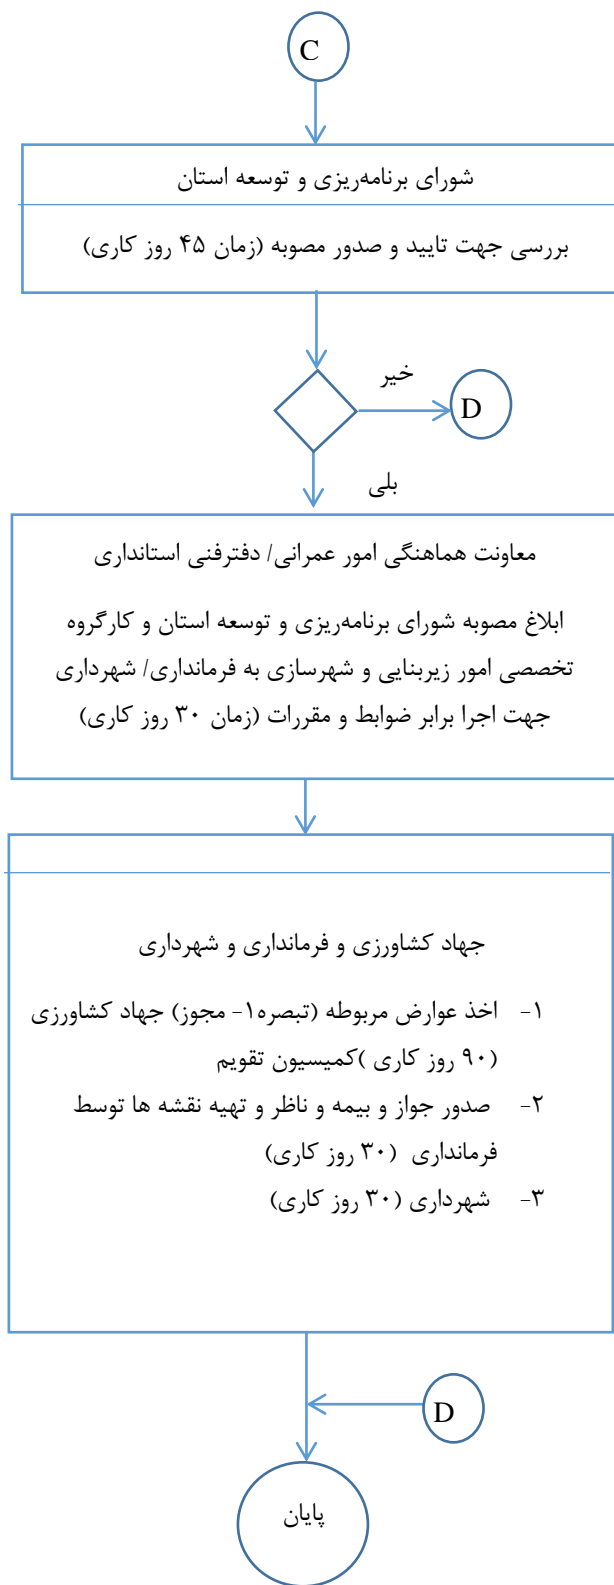 C
شورای برنامه‌ریزی و توسعه استان
بررسی جهت تایید و صدور مصوبه (زمان ۴۵ روز کاری)
خیر
D
بلی
معاونت هماهنگی امور عمرانی/ دفترفنی استانداری
ابلاغ مصوبه شورای برنامه‌ریزی و توسعه استان و کارگروه
تخصصی امور زیربنایی و شهرسازی به فرمانداری/ شهرداری
جهت اجرا برابر ضوابط و مقررات (زمان ۳۰ روز کاری)
جهاد کشاورزی و فرمانداری و شهرداری
۱- اخذ عوارض مربوطه (تبصره۱- مجوز) جهاد کشاورزی
(۹۰ روز کاری )کمیسیون تقویم
۲- صدور جواز و بیمه و ناظر و تهیه نقشه ها توسط
فرمانداری (۳۰ روز کاری)
۳- شهرداری (۳۰ روز کاری)
D
پایان